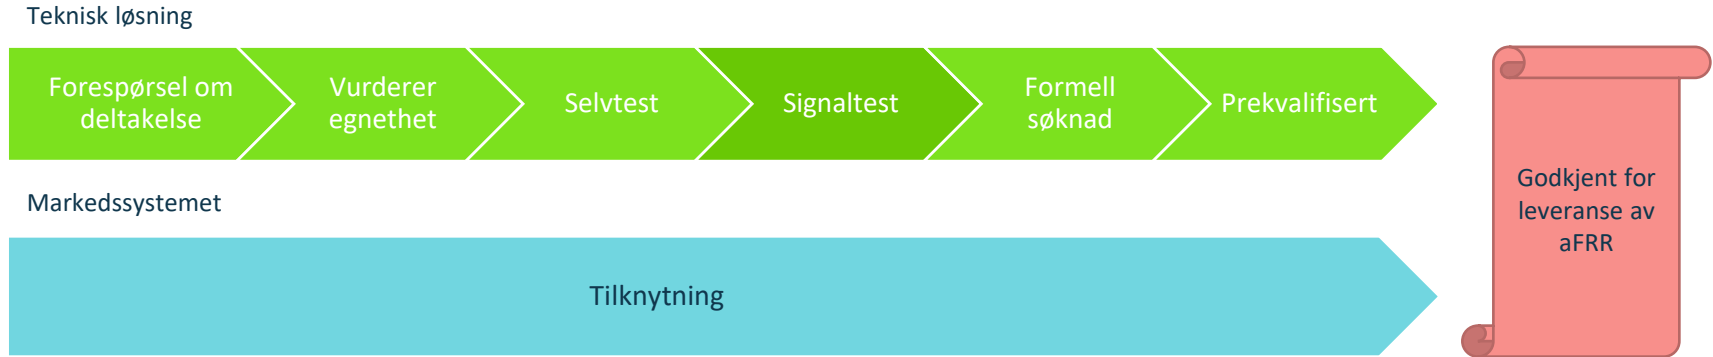 Teknisk løsning
Forespørsel om
deltakelse
Vurderer
egnethet
Selvtest
Signaltest
Formell
søknad
Prekvalifisert
Godkjent for
leveranse av
aFRR
Markedssystemet
Tilknytning